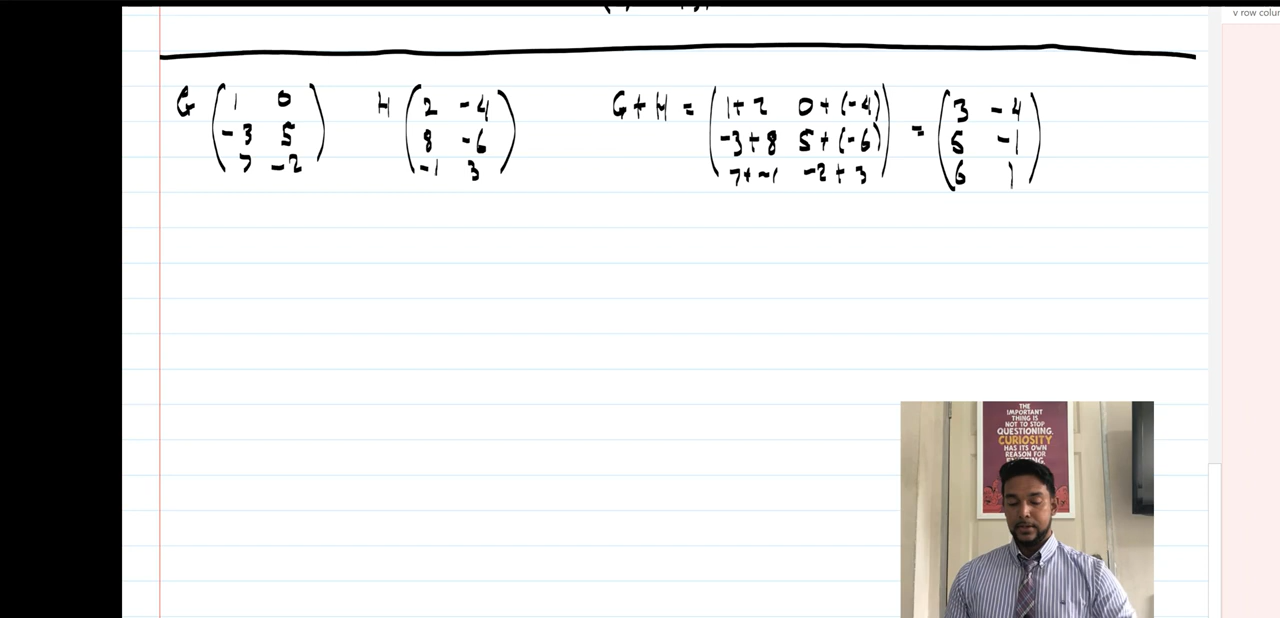 v row colu
G ( 1 0 ) H ( 2 -4 ) G + H = ( 1+2 0+(-4) ) = ( 3 -4 )
( -3 5 ) ( 8 -6 ) ( -3+8 5+(-6) ) ( 5 -1 )
( 7 -2 ) ( -1 3 ) ( 7+-1 -2+3 ) ( 6 1 )
THE
IMPORTANT
THING IS
NOT TO STOP
QUESTIONING.
CURIOSITY
HAS ITS OWN
REASON FOR